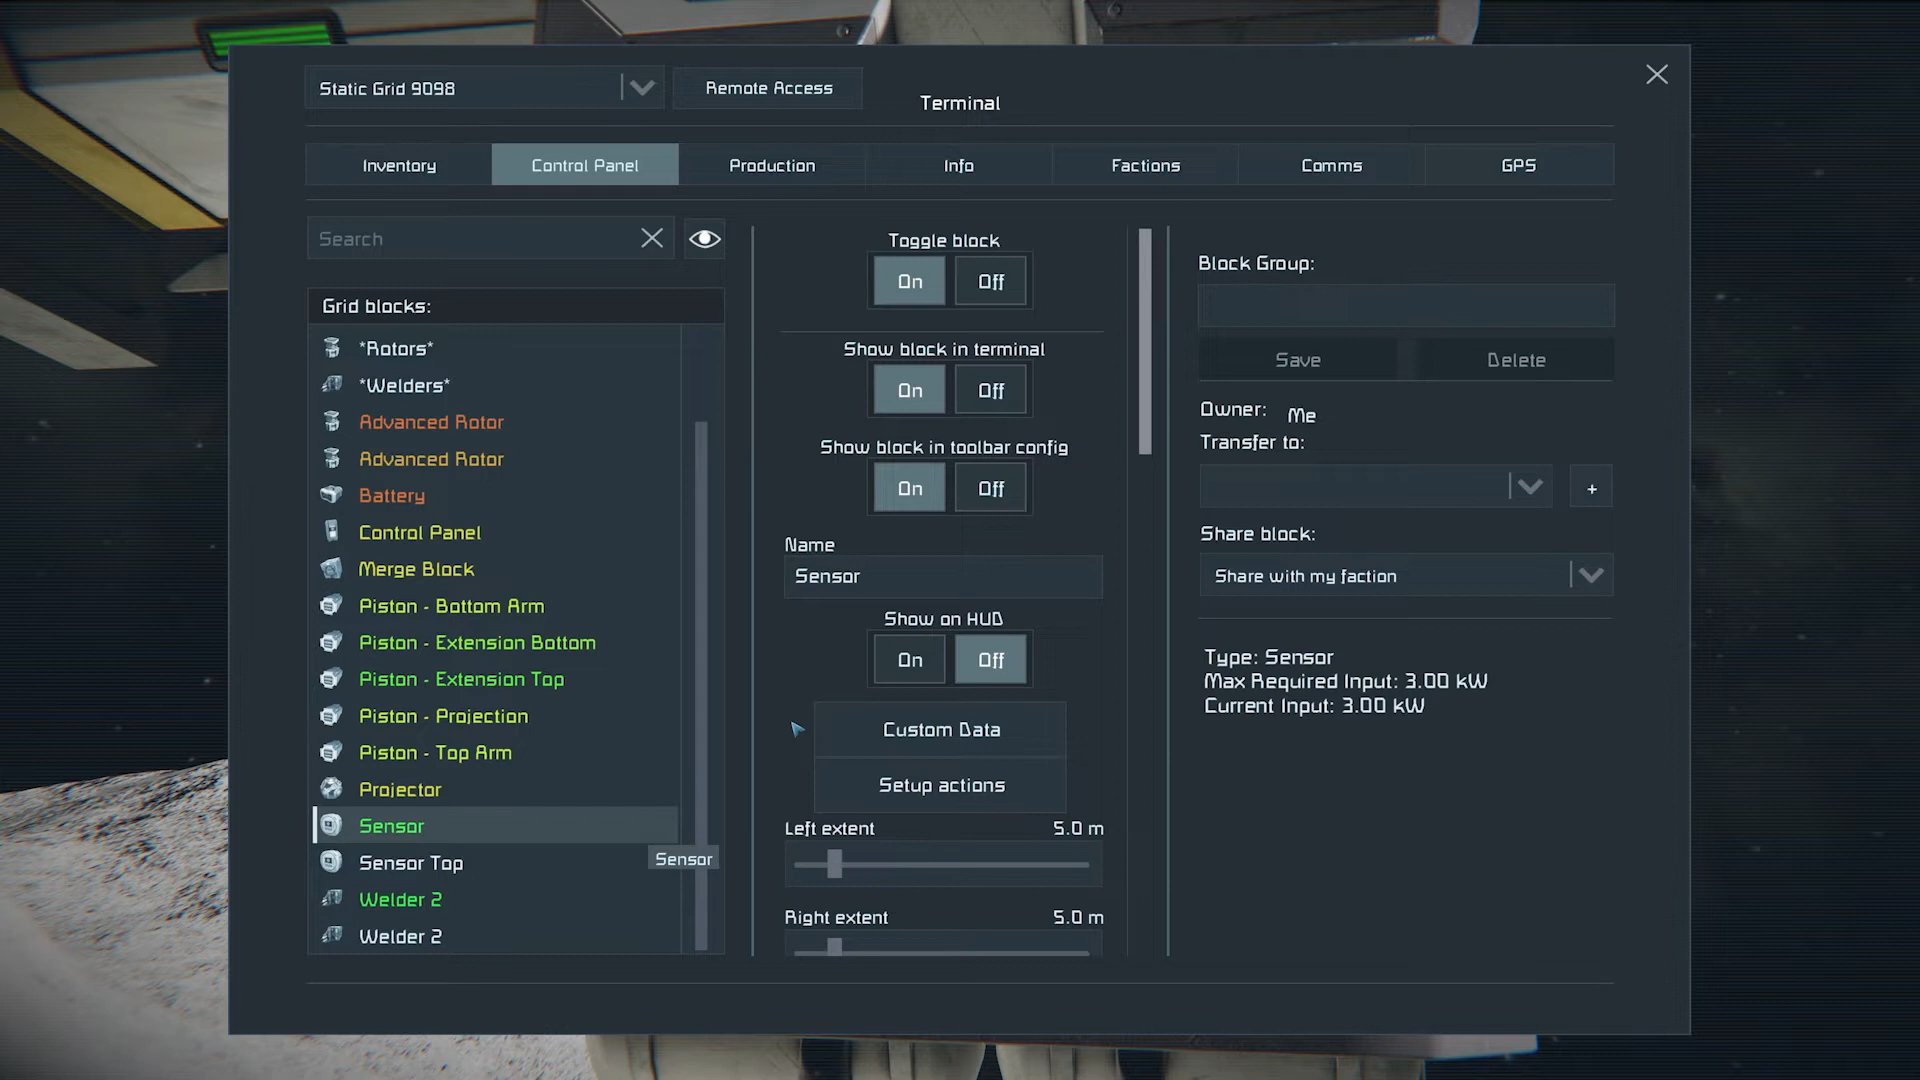 Static Grid 9098
Remote Access
Terminal
Inventory
Control Panel
Production
Info
Factions
Comms
GPS
Search
Grid blocks:
*Rotors*
*Welders*
Advanced Rotor
Advanced Rotor
Battery
Control Panel
Merge Block
Piston - Bottom Arm
Piston - Extension Bottom
Piston - Extension Top
Piston - Projection
Piston - Top Arm
Projector
Sensor
Sensor Top
Sensor
Welder 2
Welder 2
Toggle block
On Off
Show block in terminal
On Off
Show block in toolbar config
On Off
Name
Sensor
Show on HUD
On Off
Custom Data
Setup actions
Left extent 5.0 m
Right extent 5.0 m
Block Group:
Save Delete
Owner: Me
Transfer to:
+
Share block:
Share with my faction
Type: Sensor
Max Required Input: 3.00 kW
Current Input: 3.00 kW